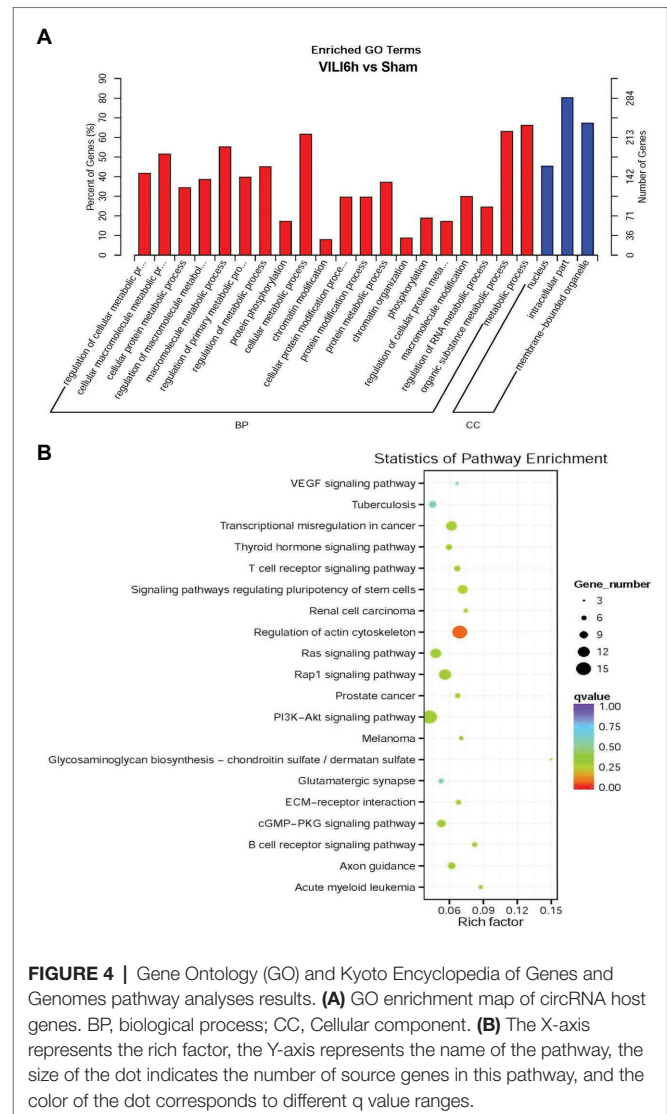 A
Enriched GO Terms
VILI6h vs Sham
Percent of Genes (%)
0
10
20
30
40
50
60
70
80
90
Number of Genes
0
36
71
142
213
284
regulation of cellular metabolic pr...
cellular macromolecule metabolic pr...
cellular protein metabolic process
regulation of macromolecule metabol...
macromolecule metabolic process
regulation of primary metabolic pro...
regulation of metabolic process
protein phosphorylation
cellular metabolic process
chromatin modification
cellular protein modification proce...
protein modification process
protein metabolic process
chromatin organization
phosphorylation
regulation of cellular protein meta...
macromolecule modification
regulation of RNA metabolic process
organic substance metabolic process
metabolic process
nucleus
intracellular part
membrane-bounded organelle
BP
CC
B
Statistics of Pathway Enrichment
VEGF signaling pathway
Tuberculosis
Transcriptional misregulation in cancer
Thyroid hormone signaling pathway
T cell receptor signaling pathway
Signaling pathways regulating pluripotency of stem cells
Renal cell carcinoma
Regulation of actin cytoskeleton
Ras signaling pathway
Rap1 signaling pathway
Prostate cancer
PI3K-Akt signaling pathway
Melanoma
Glycosaminoglycan biosynthesis - chondroitin sulfate / dermatan sulfate
Glutamatergic synapse
ECM-receptor interaction
cGMP-PKG signaling pathway
B cell receptor signaling pathway
Axon guidance
Acute myeloid leukemia
0.06 0.09 0.12 0.15
Rich factor
Gene_number
3
6
9
12
15
qvalue
1.00
0.75
0.50
0.25
0.00
FIGURE 4 | Gene Ontology (GO) and Kyoto Encyclopedia of Genes and
Genomes pathway analyses results. (A) GO enrichment map of circRNA host
genes. BP, biological process; CC, Cellular component. (B) The X-axis
represents the rich factor, the Y-axis represents the name of the pathway, the
size of the dot indicates the number of source genes in this pathway, and the
color of the dot corresponds to different q value ranges.